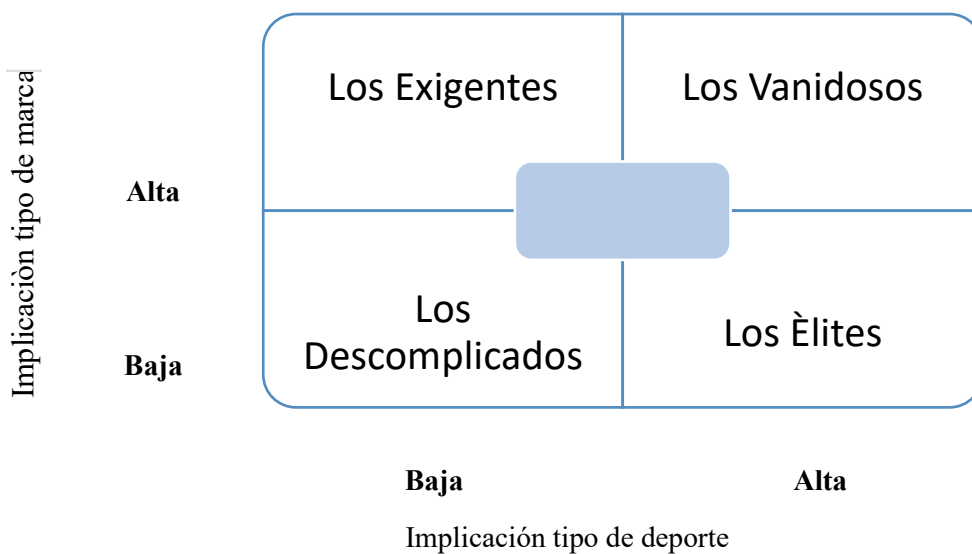 Implicaciòn tipo de marca
Los Exigentes
Los Vanidosos
Alta
Los
Descomplicados
Los Èlites
Baja
Baja
Alta
Implicación tipo de deporte